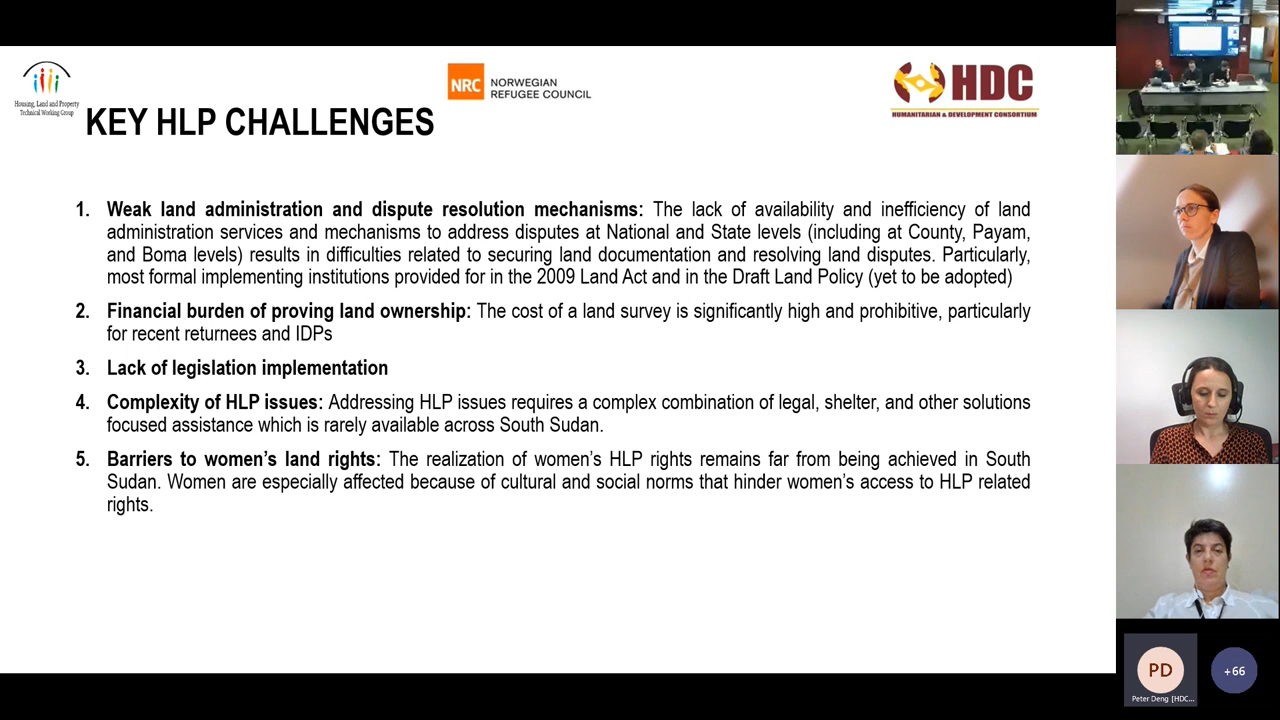 Housing, Land and Property
Technical Working Group
NRC
NORWEGIAN
REFUGEE COUNCIL
HDC
HUMANITARIAN & DEVELOPMENT CONSORTIUM
KEY HLP CHALLENGES
1. Weak land administration and dispute resolution mechanisms: The lack of availability and inefficiency of land
administration services and mechanisms to address disputes at National and State levels (including at County, Payam,
and Boma levels) results in difficulties related to securing land documentation and resolving land disputes. Particularly,
most formal implementing institutions provided for in the 2009 Land Act and in the Draft Land Policy (yet to be adopted)
2. Financial burden of proving land ownership: The cost of a land survey is significantly high and prohibitive, particularly
for recent returnees and IDPs
3. Lack of legislation implementation
4. Complexity of HLP issues: Addressing HLP issues requires a complex combination of legal, shelter, and other solutions
focused assistance which is rarely available across South Sudan.
5. Barriers to women's land rights: The realization of women's HLP rights remains far from being achieved in South
Sudan. Women are especially affected because of cultural and social norms that hinder women's access to HLP related
rights.
PD
Peter Deng [HDC...
+66